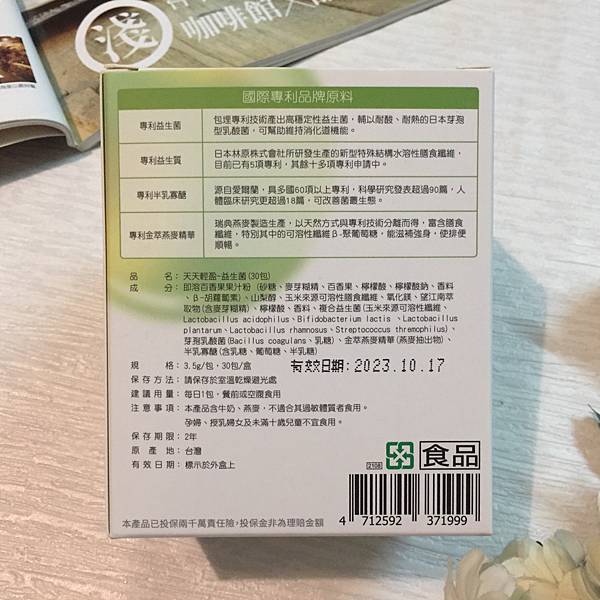 淺
咖啡館
國際專利品牌原料
專利益生菌
包埋專利技術產出高穩定性益生菌，輔以耐酸、耐熱的日本芽孢
型乳酸菌，可幫助維持消化道機能。
專利益生質
日本林原株式會社所研發生產的新型特殊結構水溶性膳食纖維，
目前已有5項專利，其餘十多項專利申請中。
專利半乳寡醣
源自愛爾蘭，具多國60項以上專利，科學研究發表超過90篇，人
體臨床研究更超過18篇，可改善菌叢生態。
專利金萃燕麥精華
瑞典燕麥製造生產，以天然方式與專利技術分離而得，富含膳食
纖維，特別其中的可溶性纖維β-聚葡萄糖，能滋補強身，使排便
順暢。
品名：天天輕盈-益生菌(30包)
成分：即溶百香果果汁粉（砂糖、麥芽糊精、百香果、檸檬酸、檸檬酸鈉、香料
、β-胡蘿蔔素）、山梨醇、玉米來源可溶性膳食纖維、氧化鎂、望江南萃
取物(含麥芽糊精)、檸檬酸、香料、複合益生菌(玉米來源可溶性纖維、
Lactobacillus acidophilus、Bifidobacterium lactis 、Lactobacillus
plantarum、Lactobacillus rhamnosus、Streptococcus thremophilus)、
芽孢乳酸菌(Bacillus coagulans、乳糖)、金萃燕麥精華(燕麥抽出物)、
半乳寡醣(含乳糖、葡萄糖、半乳糖)
規格：3.5g/包，30包/盒
有效日期：2023.10.17
保存方法：請保存於室溫乾燥避光處
建議用量：每日1包，餐前或空腹食用
注意事項：本產品含牛奶、燕麥，不適合其過敏體質者食用。
孕婦、授乳婦女及未滿十歲兒童不宜食用。
保存期限：2年
原產地：台灣
有效日期：標示於外盒上
2108
食品
本產品已投保兩千萬責任險，投保金非為理賠金額
4 712592 371999